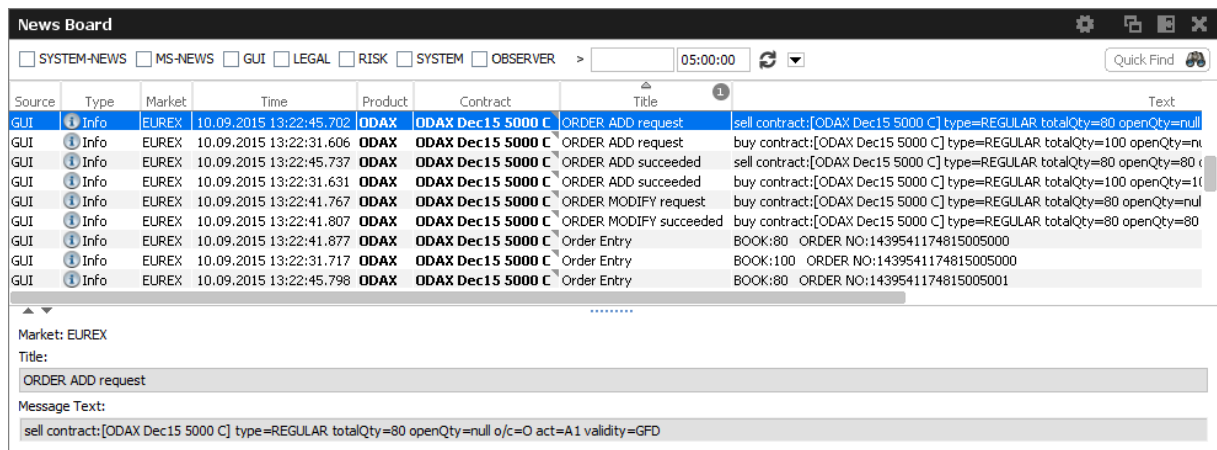 News Board
SYSTEM-NEWS MS-NEWS GUI LEGAL RISK SYSTEM OBSERVER > 05:00:00 Quick Find
1
Source Type Market Time Product Contract Title Text
GUI Info EUREX 10.09.2015 13:22:45.702 ODAX ODAX Dec15 5000 C ORDER ADD request sell contract:[ODAX Dec15 5000 C] type=REGULAR totalQty=80 openQty=null
GUI Info EUREX 10.09.2015 13:22:31.606 ODAX ODAX Dec15 5000 C ORDER ADD request buy contract:[ODAX Dec15 5000 C] type=REGULAR totalQty=100 openQty=nu
GUI Info EUREX 10.09.2015 13:22:45.737 ODAX ODAX Dec15 5000 C ORDER ADD succeeded sell contract:[ODAX Dec15 5000 C] type=REGULAR totalQty=80 openQty=80
GUI Info EUREX 10.09.2015 13:22:31.631 ODAX ODAX Dec15 5000 C ORDER ADD succeeded buy contract:[ODAX Dec15 5000 C] type=REGULAR totalQty=100 openQty=10
GUI Info EUREX 10.09.2015 13:22:41.767 ODAX ODAX Dec15 5000 C ORDER MODIFY request buy contract:[ODAX Dec15 5000 C] type=REGULAR totalQty=80 openQty=nul
GUI Info EUREX 10.09.2015 13:22:41.807 ODAX ODAX Dec15 5000 C ORDER MODIFY succeeded buy contract:[ODAX Dec15 5000 C] type=REGULAR totalQty=80 openQty=80
GUI Info EUREX 10.09.2015 13:22:41.877 ODAX ODAX Dec15 5000 C Order Entry BOOK:80 ORDER NO:1439541174815005000
GUI Info EUREX 10.09.2015 13:22:31.717 ODAX ODAX Dec15 5000 C Order Entry BOOK:100 ORDER NO:1439541174815005000
GUI Info EUREX 10.09.2015 13:22:45.798 ODAX ODAX Dec15 5000 C Order Entry BOOK:80 ORDER NO:1439541174815005001
Market: EUREX
Title:
ORDER ADD request
Message Text:
sell contract:[ODAX Dec15 5000 C] type=REGULAR totalQty=80 openQty=null o/c=O act=A1 validity=GFD